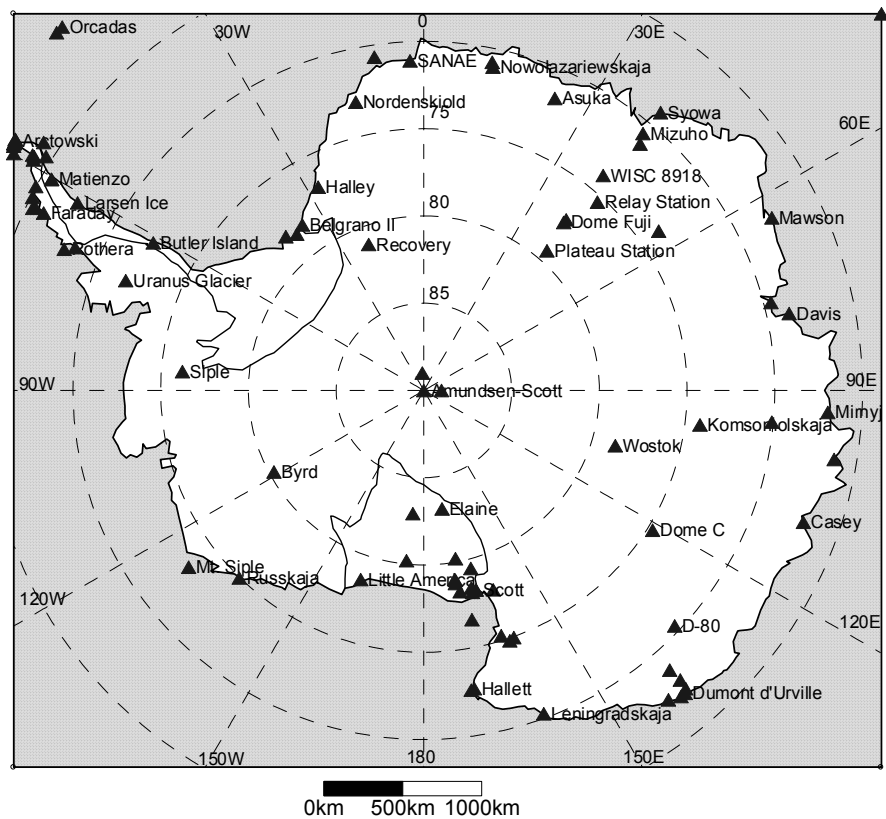 Orcadas
30W
0
30E
SANAE
Nowolazariewskaja
Nordenskiold
75
Asuka
Syowa
60E
Mizuho
Arctowski
Matienzo
Halley
WISC 8918
Larsen Ice
Relay Station
Faraday
80
Dome Fuji
Mawson
Belgrano II
Rothera
Butler Island
Recovery
Plateau Station
Uranus Glacier
85
Davis
Siple
90W
Amundsen-Scott
90E
Mirnyj
Komsomolskaja
Wostok
Byrd
Elaine
Casey
Dome C
Mt. Siple
Russkaja
Little America
Scott
120W
120E
D-80
Hallett
Dumont d'Urville
Leningradskaja
150W
180
150E
0km 500km 1000km